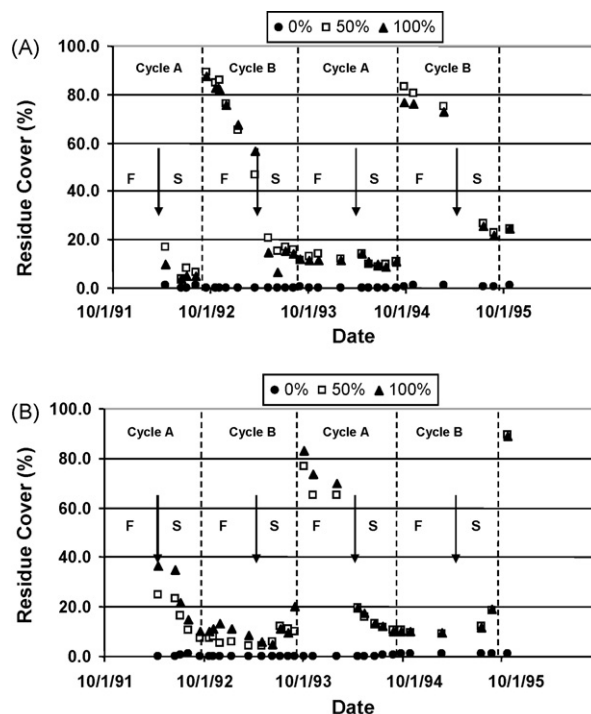 (A)
0% 50% 100%
100.0
80.0
60.0
40.0
20.0
0.0
Residue Cover (%)
Cycle A Cycle B Cycle A Cycle B
F S F S F S F S
10/1/91 10/1/92 10/1/93 10/1/94 10/1/95
Date
(B)
0% 50% 100%
100.0
80.0
60.0
40.0
20.0
0.0
Residue Cover (%)
Cycle A Cycle B Cycle A Cycle B
F S F S F S F S
10/1/91 10/1/92 10/1/93 10/1/94 10/1/95
Date